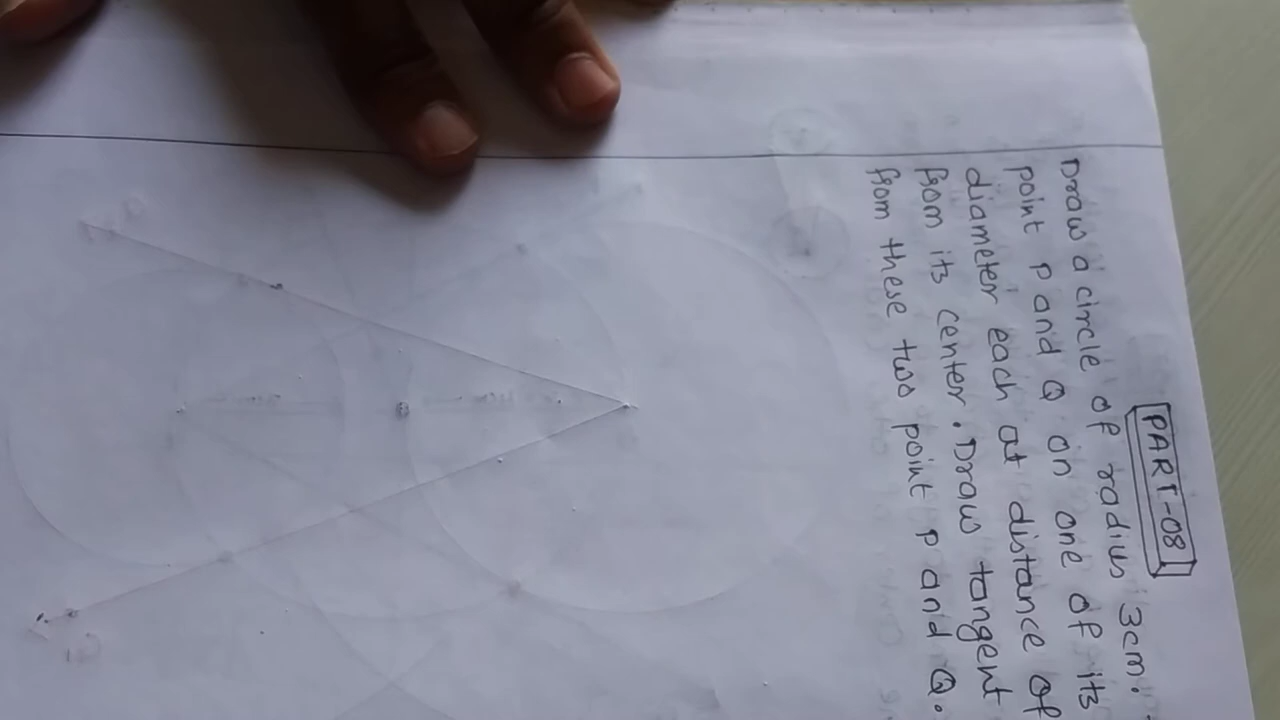 PART-08
Draw a circle of radius 3cm.
point P and Q on one of its
diameter each at distance of
from its center. Draw tangent
from these two point P and Q.